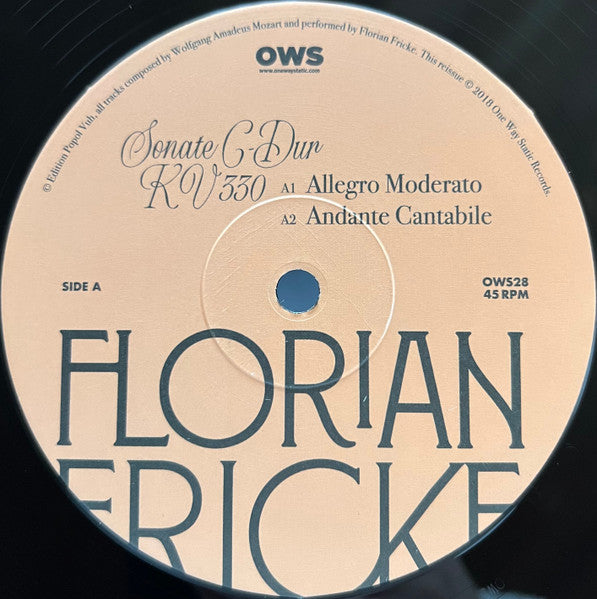 © Edition Popol Vuh, all tracks composed by Wolfgang Amadeus Mozart and performed by Florian Fricke. This reissue © 2018 One Way Static Records.
OWS
www.onewaystatic.com
Sonate C-Dur
KV 330
A1 Allegro Moderato
A2 Andante Cantabile
SIDE A
OWS28
45 RPM
FLORIAN
FRICKE